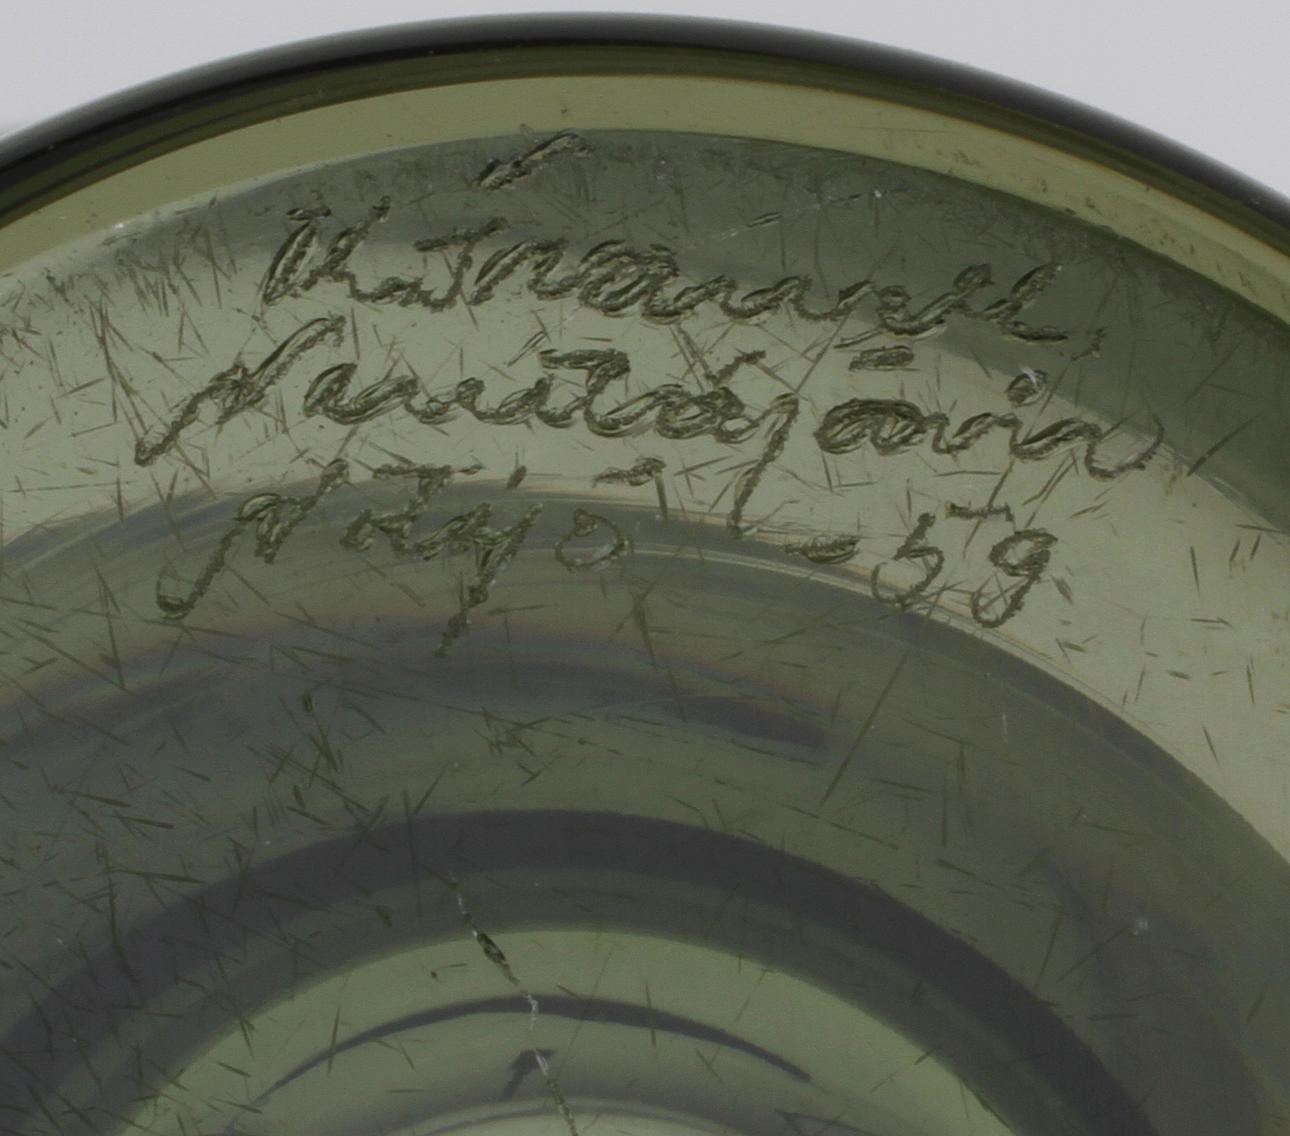 K. Franck
Nuutajärvi
Notsjö - 59